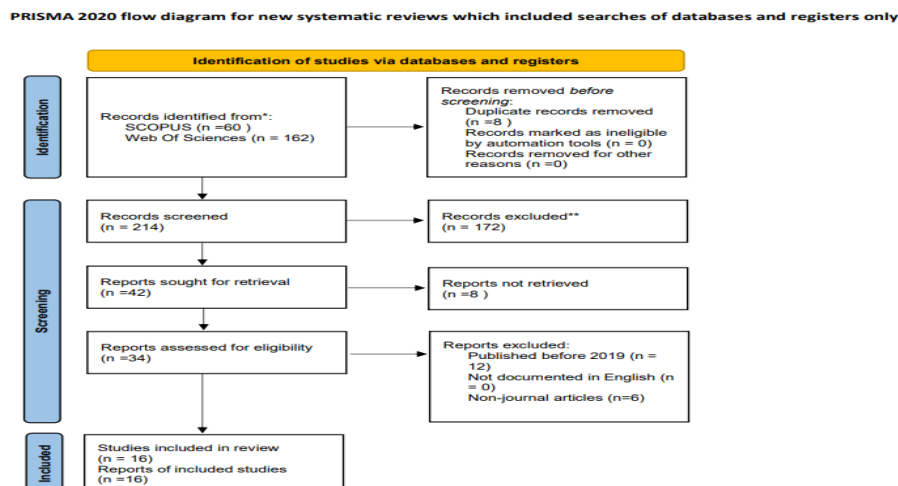 PRISMA 2020 flow diagram for new systematic reviews which included searches of databases and registers only
Identification of studies via databases and registers
Identification
Records identified from*:
SCOPUS (n =60 )
Web Of Sciences (n = 162)
Records removed before
screening:
Duplicate records removed
(n =8 )
Records marked as ineligible
by automation tools (n = 0)
Records removed for other
reasons (n =0)
Screening
Records screened
(n = 214)
Records excluded**
(n = 172)
Reports sought for retrieval
(n =42)
Reports not retrieved
(n =8 )
Reports assessed for eligibility
(n =34)
Reports excluded:
Published before 2019 (n =
12)
Not documented in English (n
= 0)
Non-journal articles (n=6)
Included
Studies included in review
(n = 16)
Reports of included studies
(n =16)